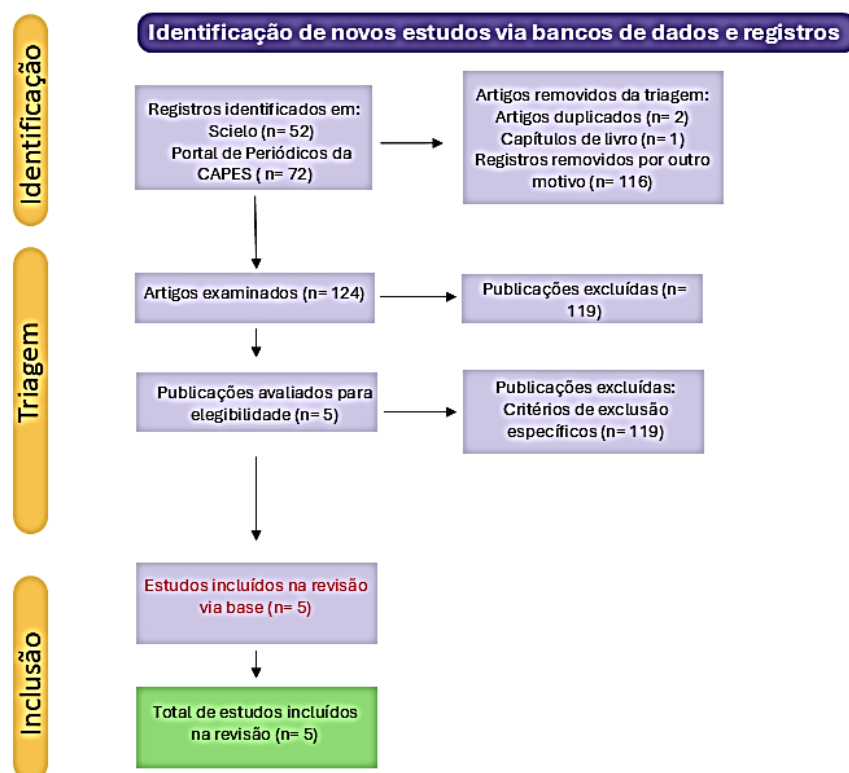 Identificação de novos estudos via bancos de dados e registros
Identificação
Registros identificados em:
Scielo (n= 52)
Portal de Periódicos da
CAPES ( n= 72)
Artigos removidos da triagem:
Artigos duplicados (n= 2)
Capítulos de livro (n= 1)
Registros removidos por outro
motivo (n= 116)
Triagem
Artigos examinados (n= 124)
Publicações excluídas (n=
119)
Publicações avaliados para
elegibilidade (n= 5)
Publicações excluídas:
Critérios de exclusão
específicos (n= 119)
Inclusão
Estudos incluídos na revisão
via base (n= 5)
Total de estudos incluídos
na revisão (n= 5)